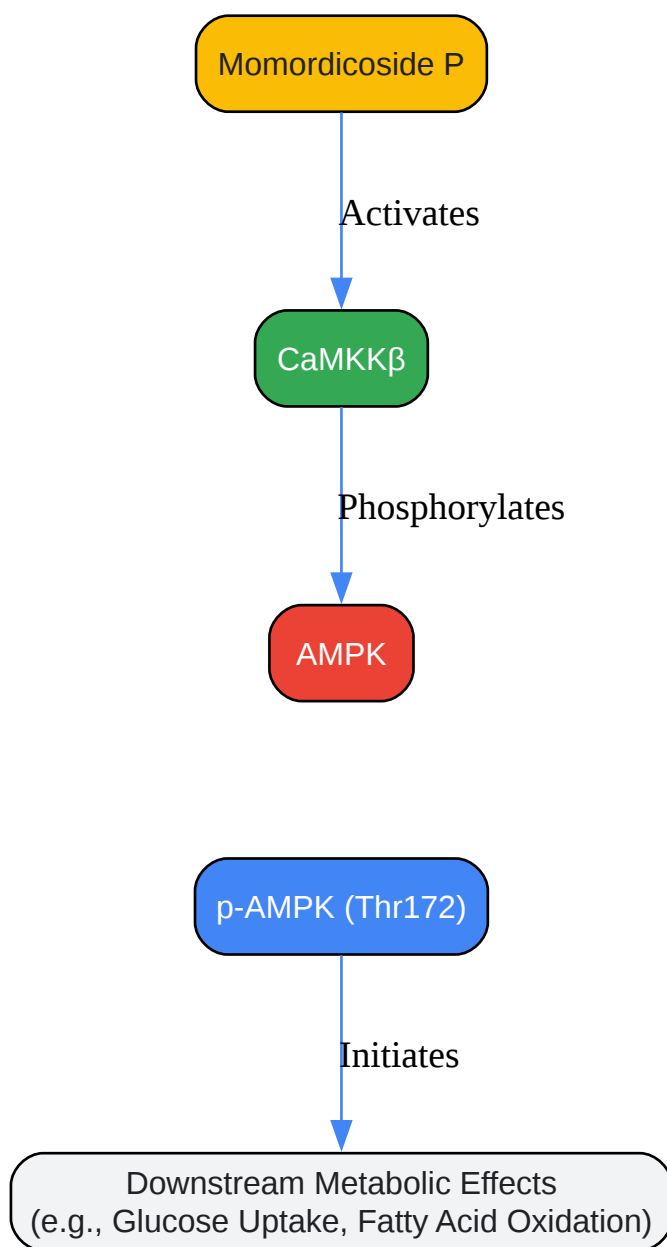 Momordicoside P
Activates
CaMKKβ
Phosphorylates
AMPK
p-AMPK (Thr172)
Initiates
Downstream Metabolic Effects
(e.g., Glucose Uptake, Fatty Acid Oxidation)